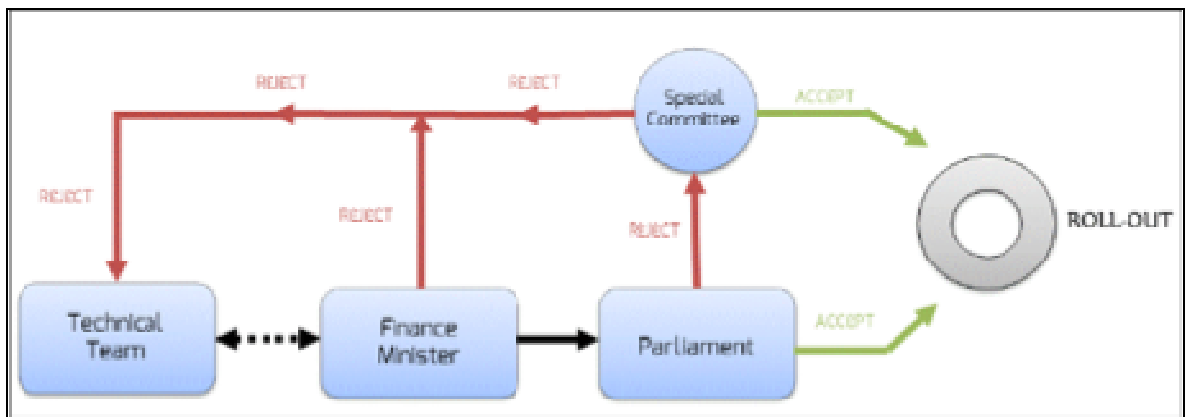 REJECT
REJECT
Special
Committee
ACCEPT
REJECT
REJECT
REJECT
ROLL-OUT
Technical
Team
Finance
Minister
Parliament
ACCEPT